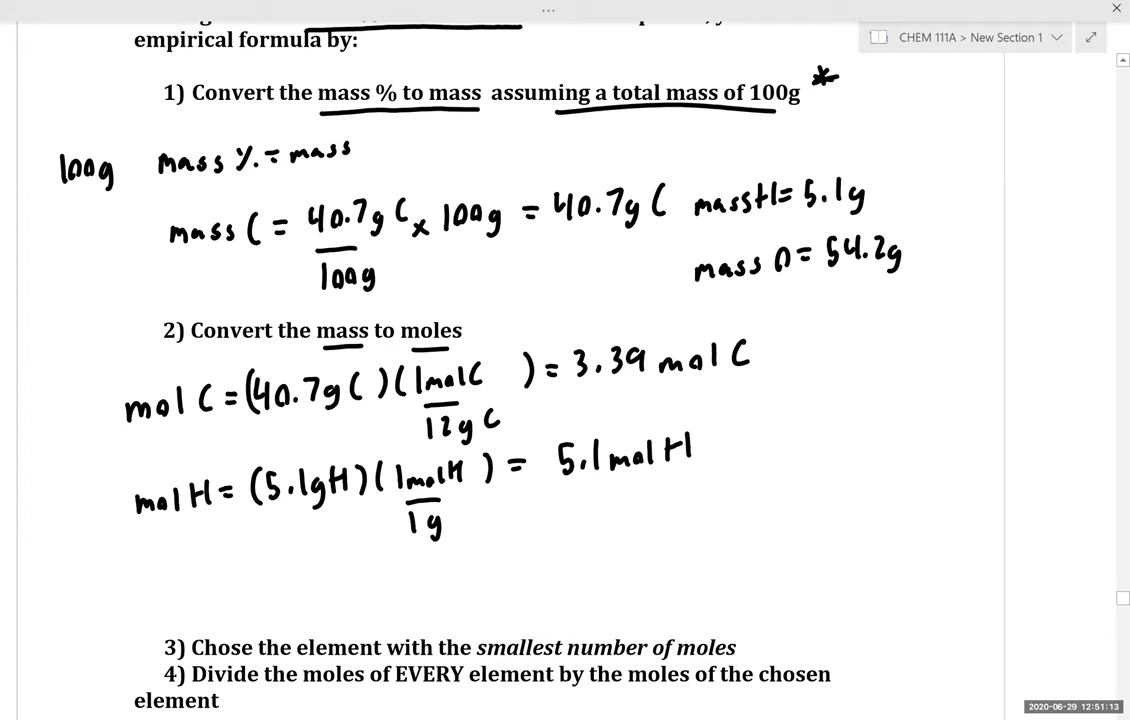 CHEM 111A > New Section 1
empirical formula by:
1) Convert the mass % to mass assuming a total mass of 100g *
100g mass % = mass
mass C = 40.7g C x 100g = 40.7g C mass H = 5.1g
100g
mass O = 54.2g
2) Convert the mass to moles
mol C = (40.7g C ) ( 1 mol C ) = 3.39 mol C
12g C
mol H = (5.1g H) ( 1 mol H ) = 5.1 mol H
1g
3) Chose the element with the smallest number of moles
4) Divide the moles of EVERY element by the moles of the chosen
element
2020-06-29 12:51:13